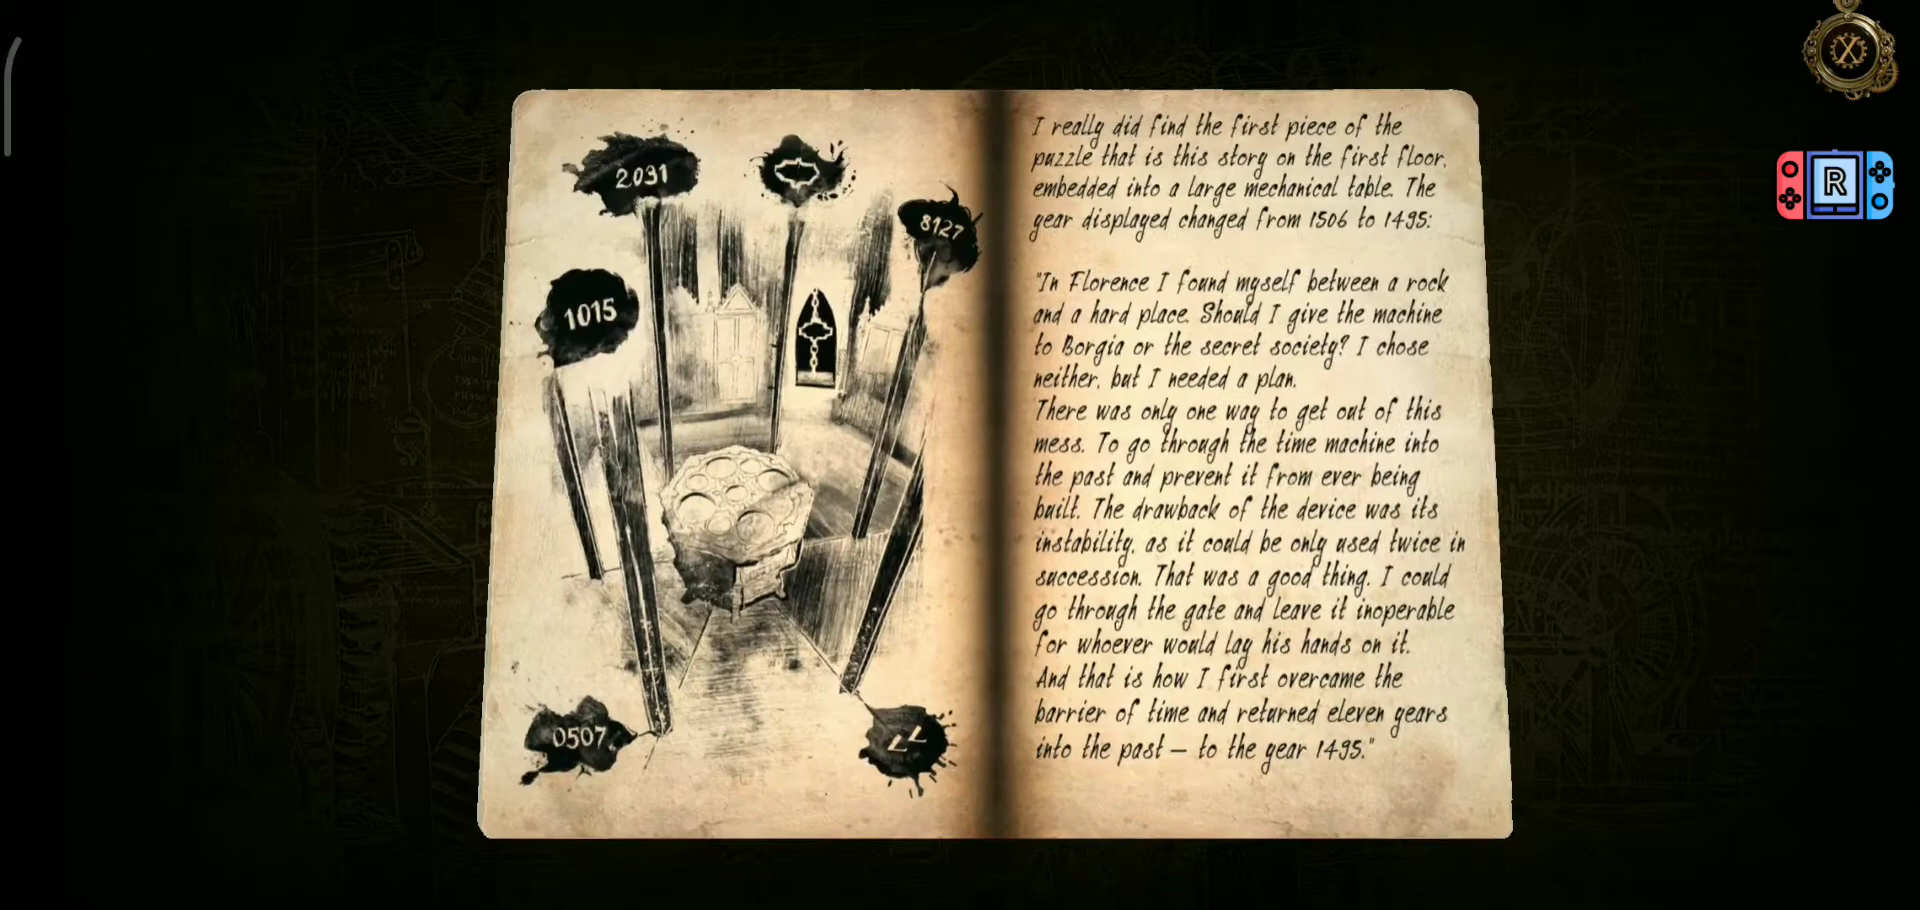 2031
8127
1015
0507
I really did find the first piece of the
puzzle that is this story on the first floor,
embedded into a large mechanical table. The
year displayed changed from 1506 to 1495:
"In Florence I found myself between a rock
and a hard place. Should I give the machine
to Borgia or the secret society? I chose
neither, but I needed a plan.
There was only one way to get out of this
mess. To go through the time machine into
the past and prevent it from ever being
built. The drawback of the device was its
instability, as it could be only used twice in
succession. That was a good thing. I could
go through the gate and leave it inoperable
for whoever would lay his hands on it.
And that is how I first overcame the
barrier of time and returned eleven years
into the past – to the year 1495."
X
R